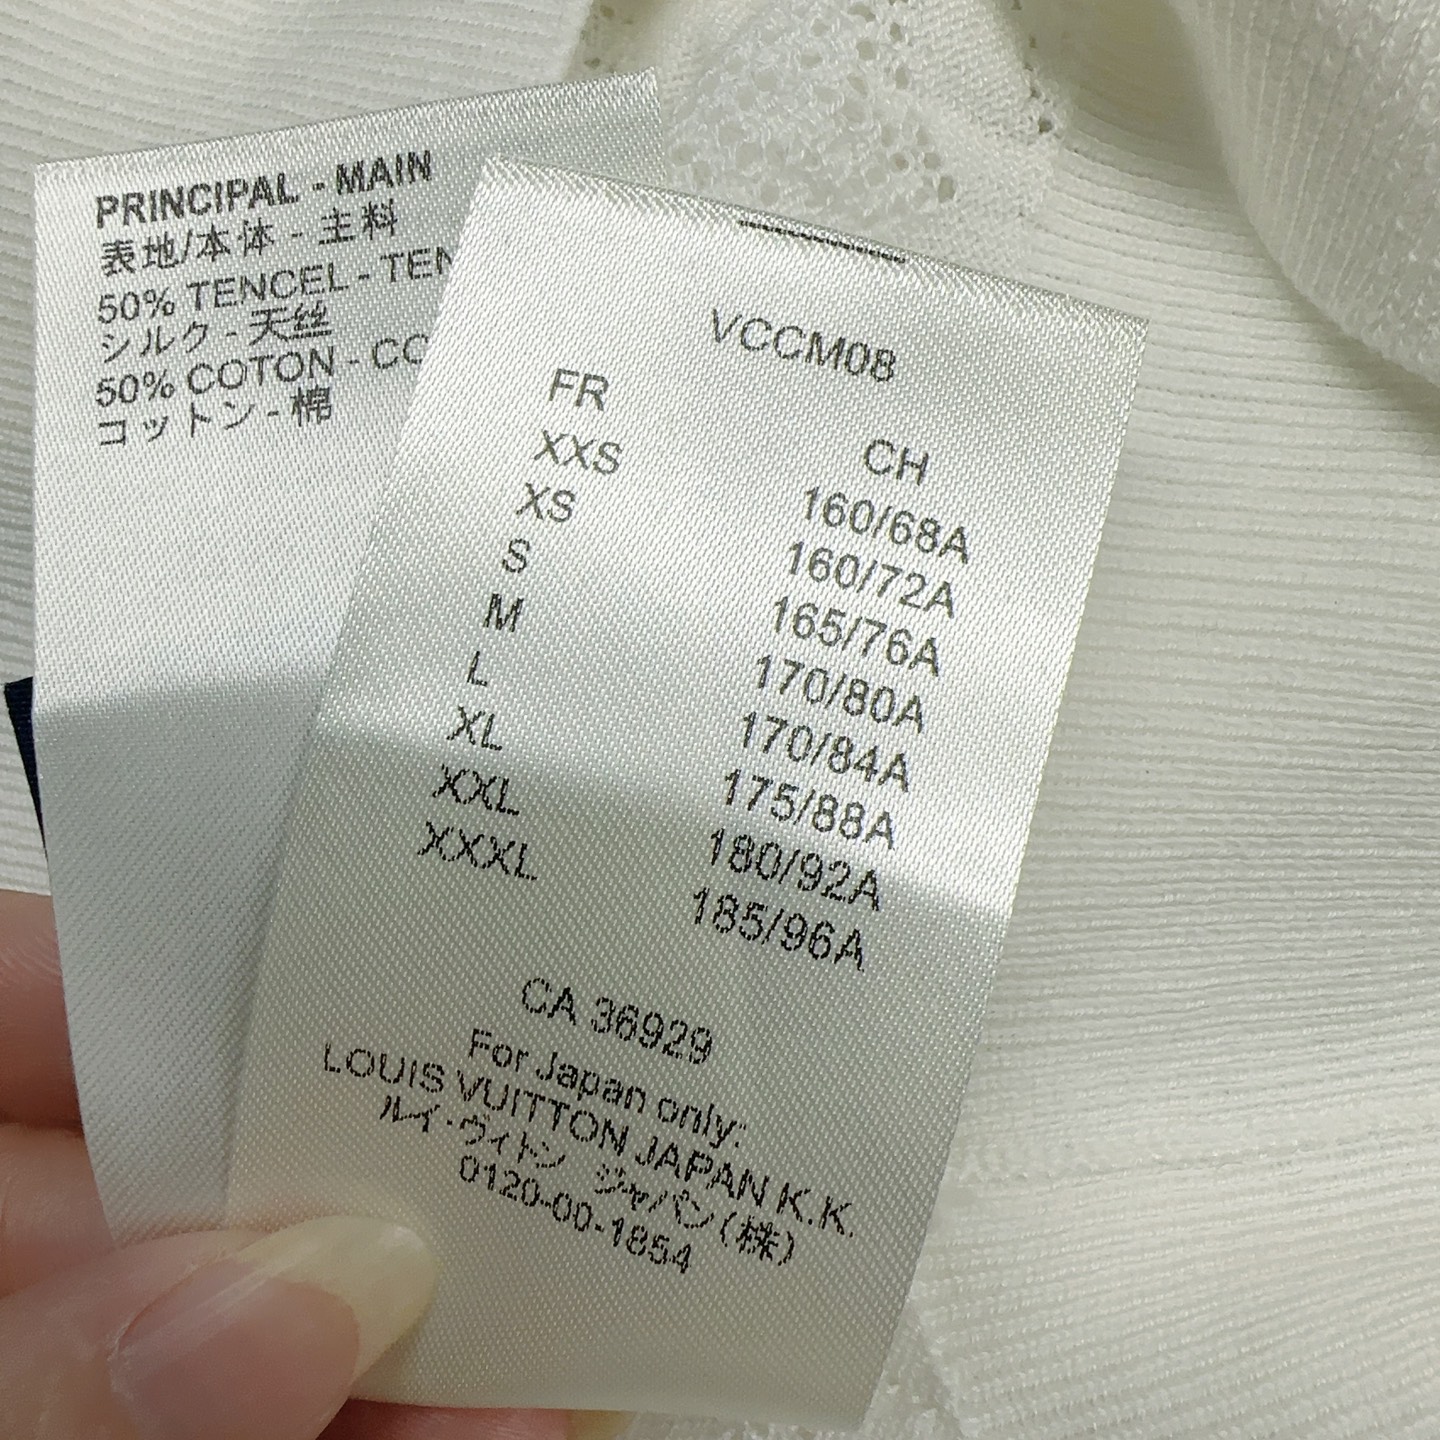 PRINCIPAL - MAIN
表地/本体 - 主料
50% TENCEL - TEN
シルク - 天丝
50% COTON - CO
コットン - 棉
VCCM08
FR CH
XXS 160/68A
XS 160/72A
S 165/76A
M 170/80A
L 170/84A
XL 175/88A
XXL 180/92A
XXXL 185/96A
CA 36929
For Japan only:
LOUIS VUITTON JAPAN K.K.
ルイ・ヴィトン ジャパン(株)
0120-00-1854